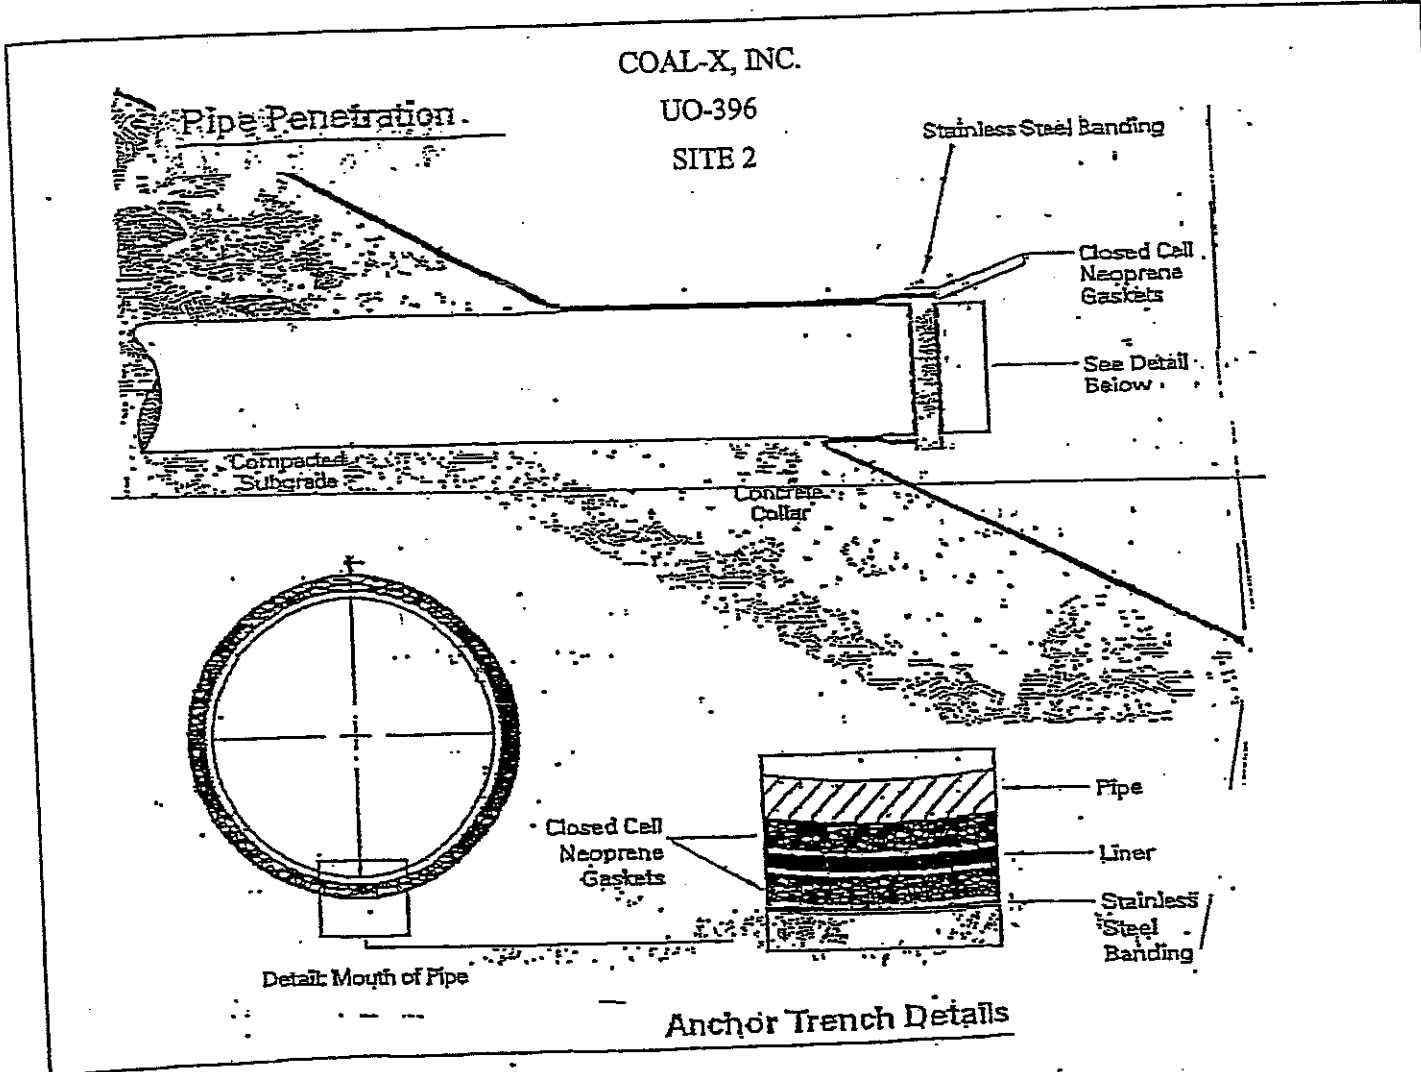 COAL-X, INC.
UO-396
SITE 2
Pipe Penetration
Stainless Steel Banding
Closed Cell
Neoprene
Gaskets
See Detail
Below
Compacted
Subgrade
Concrete
Collar
Closed Cell
Neoprene
Gaskets
Pipe
Liner
Stainless
Steel
Banding
Detail: Mouth of Pipe
Anchor Trench Details